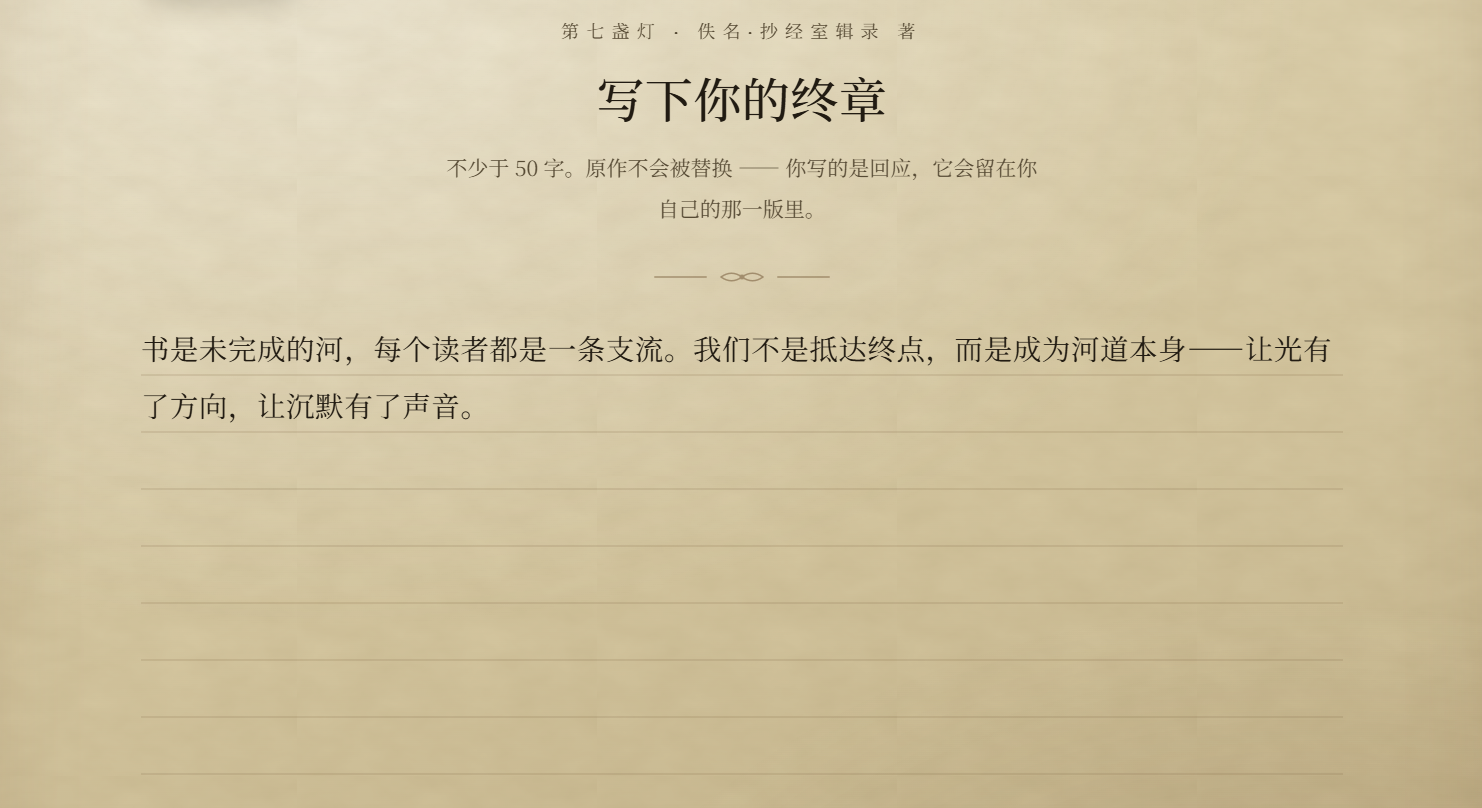 第七盏灯 · 佚名·抄经室辑录 著
写下你的终章
不少于 50 字。原作不会被替换 —— 你写的是回应，它会留在你
自己的那一版里。
书是未完成的河，每个读者都是一条支流。我们不是抵达终点，而是成为河道本身——让光有
了方向，让沉默有了声音。